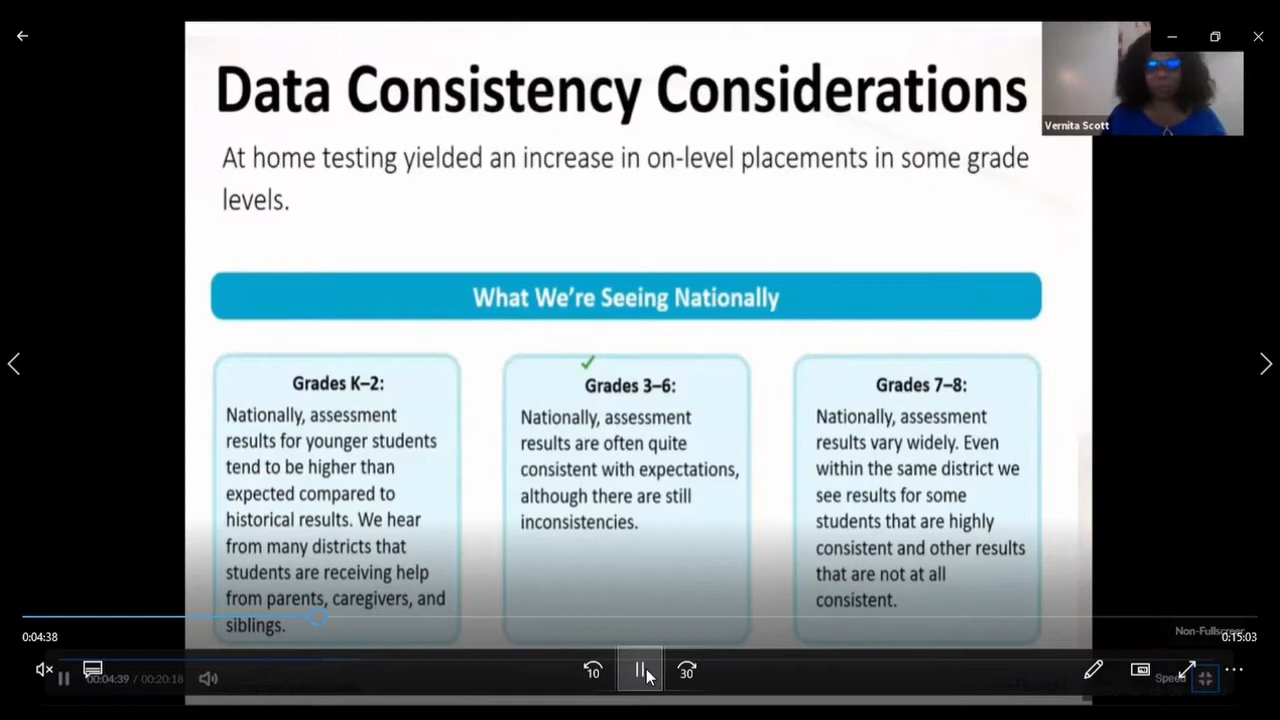 Data Consistency Considerations
Vernita Scott
At home testing yielded an increase in on-level placements in some grade
levels.
What We're Seeing Nationally
Grades K–2:
Nationally, assessment
results for younger students
tend to be higher than
expected compared to
historical results. We hear
from many districts that
students are receiving help
from parents, caregivers, and
siblings.
Grades 3–6:
Nationally, assessment
results are often quite
consistent with expectations,
although there are still
inconsistencies.
Grades 7–8:
Nationally, assessment
results vary widely. Even
within the same district we
see results for some
students that are highly
consistent and other results
that are not at all
consistent.
Non-Fullscreen
0:04:38
0:15:03
10
30
00:04:39 / 00:20:18
Speed